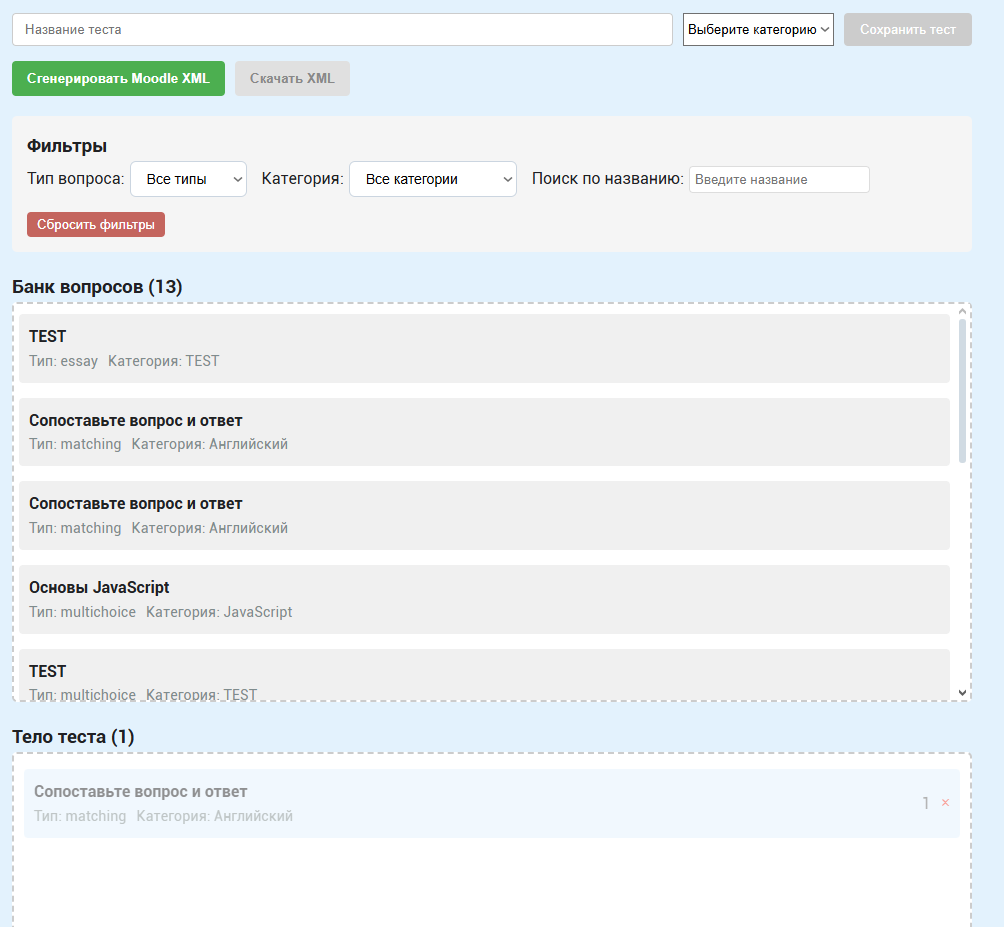 Название теста Выберите категорию Сохранить тест
Сгенерировать Moodle XML Скачать XML
Фильтры
Тип вопроса: Все типы Категория: Все категории Поиск по названию: Введите название
Сбросить фильтры
Банк вопросов (13)
TEST
Тип: essay Категория: TEST
Сопоставьте вопрос и ответ
Тип: matching Категория: Английский
Сопоставьте вопрос и ответ
Тип: matching Категория: Английский
Основы JavaScript
Тип: multichoice Категория: JavaScript
TEST
Тип: multichoice Категория: TEST
Тело теста (1)
Сопоставьте вопрос и ответ
1 ×
Тип: matching Категория: Английский